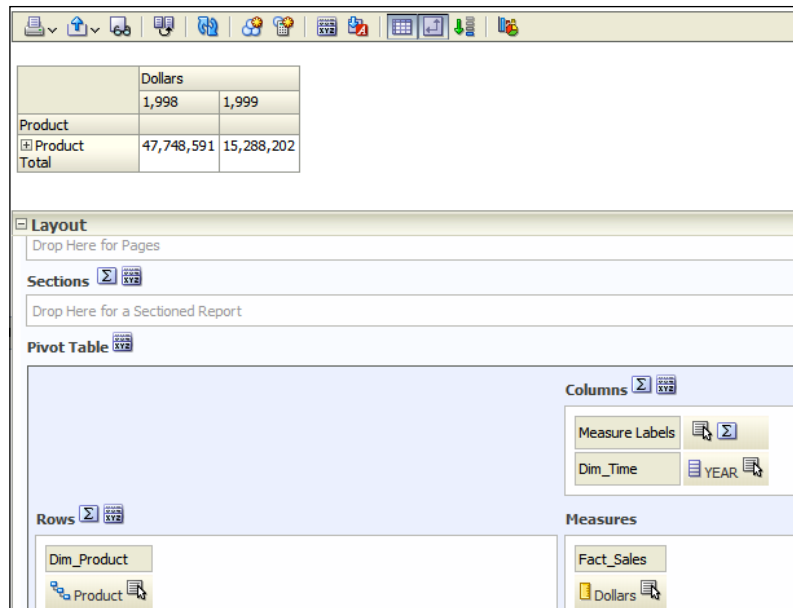 Dollars
1,998 1,999
Product
Product Total 47,748,591 15,288,202
Layout
Drop Here for Pages
Sections
Drop Here for a Sectioned Report
Pivot Table
Columns
Measure Labels
Dim_Time YEAR
Rows
Measures
Dim_Product
Fact_Sales
Product
Dollars